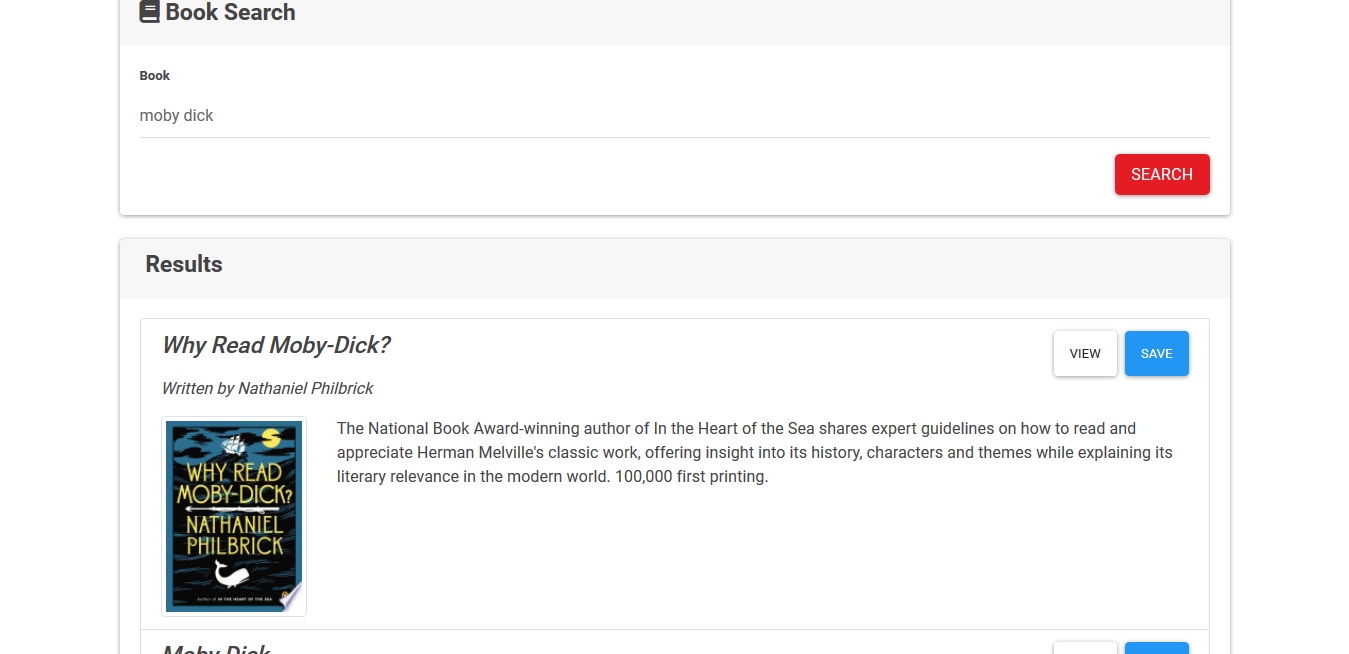 Book Search
Book
moby dick
SEARCH
Results
Why Read Moby-Dick?
VIEW
SAVE
Written by Nathaniel Philbrick
The National Book Award-winning author of In the Heart of the Sea shares expert guidelines on how to read and
appreciate Herman Melville's classic work, offering insight into its history, characters and themes while explaining its
literary relevance in the modern world. 100,000 first printing.
WHY READ
MOBY-DICK?
NATHANIEL
PHILBRICK
Author of IN THE HEART OF THE SEA
Moby Dick